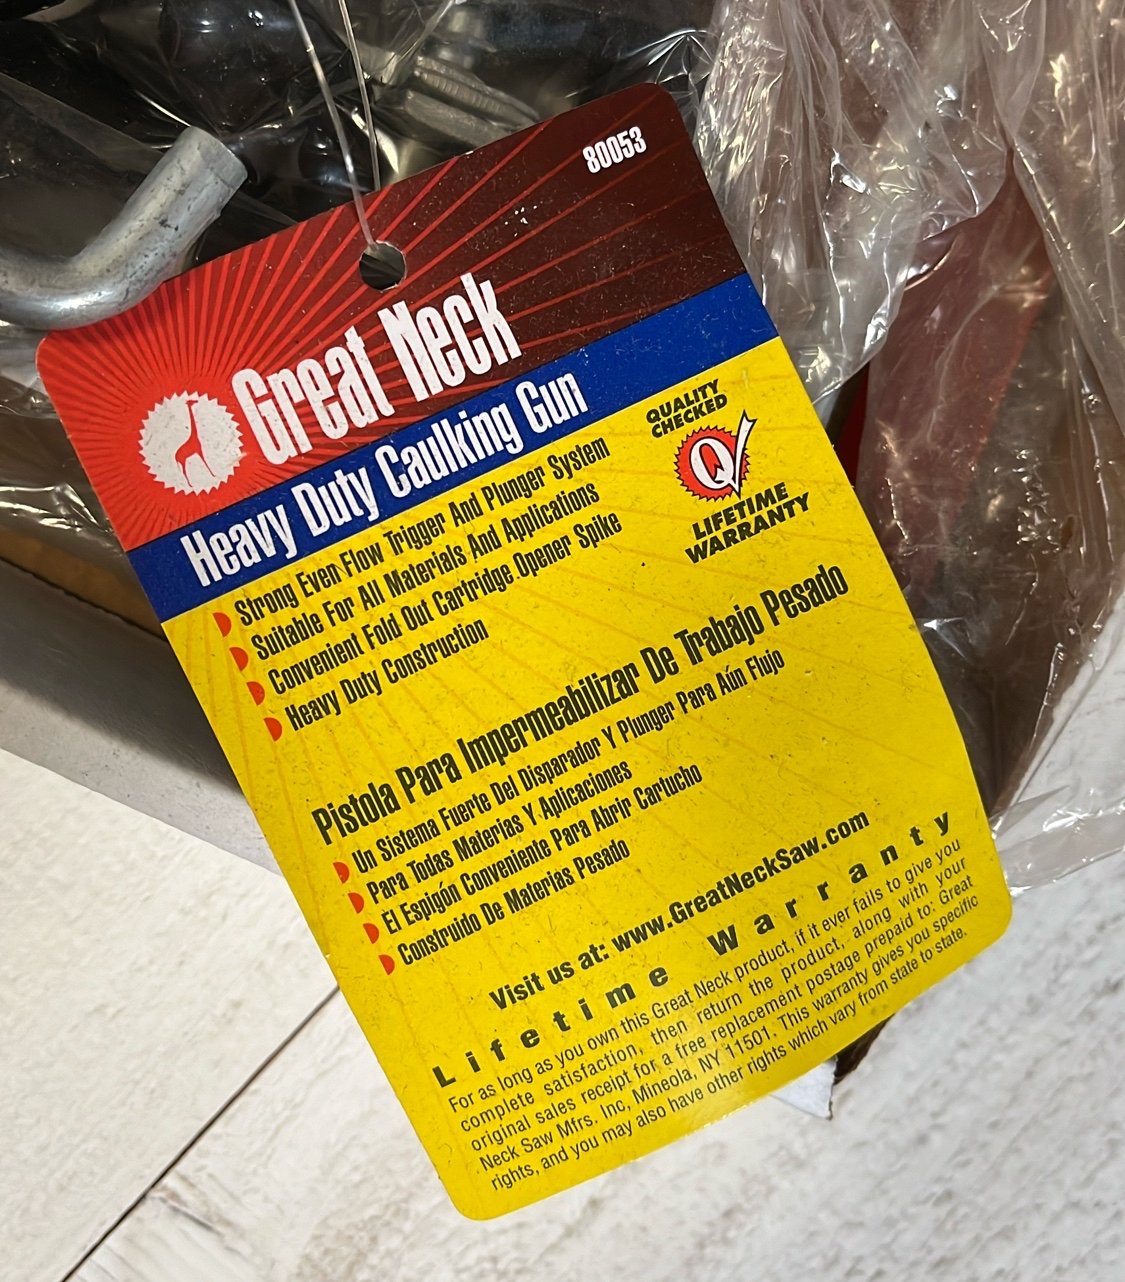 80053
Great Neck
Heavy Duty Caulking Gun
Strong Even Flow Trigger And Plunger System
Suitable For All Materials And Applications
Convenient Fold Out Cartridge Opener Spike
Heavy Duty Construction
QUALITY
CHECKED
Q
LIFETIME
WARRANTY
Pistola Para Impermeabilizar De Trabajo Pesado
Un Sistema Fuerte Del Disparador Y Plunger Para Aún Flujo
Para Todas Materias Y Aplicaciones
El Espigón Conveniente Para Abrir Cartucho
Construido De Materiás Pesado
Visit us at: www.GreatNeckSaw.com
Lifetime Warranty
For as long as you own this Great Neck product, if it ever fails to give you
complete satisfaction, then return the product, along with your
original sales receipt for a free replacement postage prepaid to: Great
Neck Saw Mfrs. Inc, Mineola, NY 11501. This warranty gives you specific
rights, and you may also have other rights which vary from state to state.